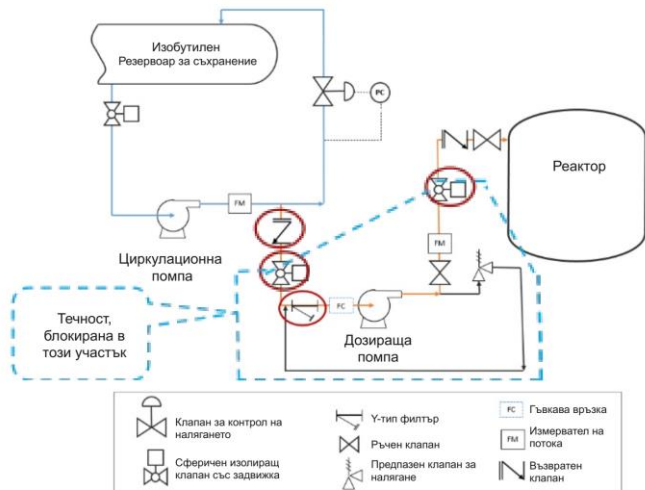 Изобутилен
Резервоар за съхранение
PC
FM
Циркулационна
помпа
Реактор
FM
Течност,
блокирана в
този участък
FC
Дозираща
помпа
Клапан за контрол на
налягането
Сферичен изолиращ
клапан със задвижка
Y-тип филтър
Ръчен клапан
Предпазен клапан за
налягане
FC
Гъвкава връзка
FM
Измервател на
потока
Възвратен
клапан